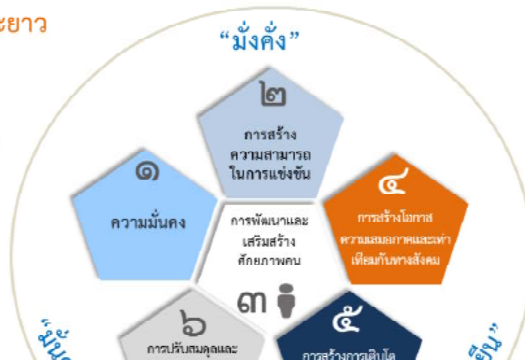 “มั่งคั่ง”
๒
การสร้าง
ความสามารถ
ในการแข่งขัน
๑
ความมั่นคง
๔
การสร้างโอกาส
ความเสมอภาคและเท่า
เทียมกันทางสังคม
การพัฒนาและ
เสริมสร้าง
ศักยภาพคน
๓
๖
การปรับสมดุลและ
๕
การสร้างการเติบโต